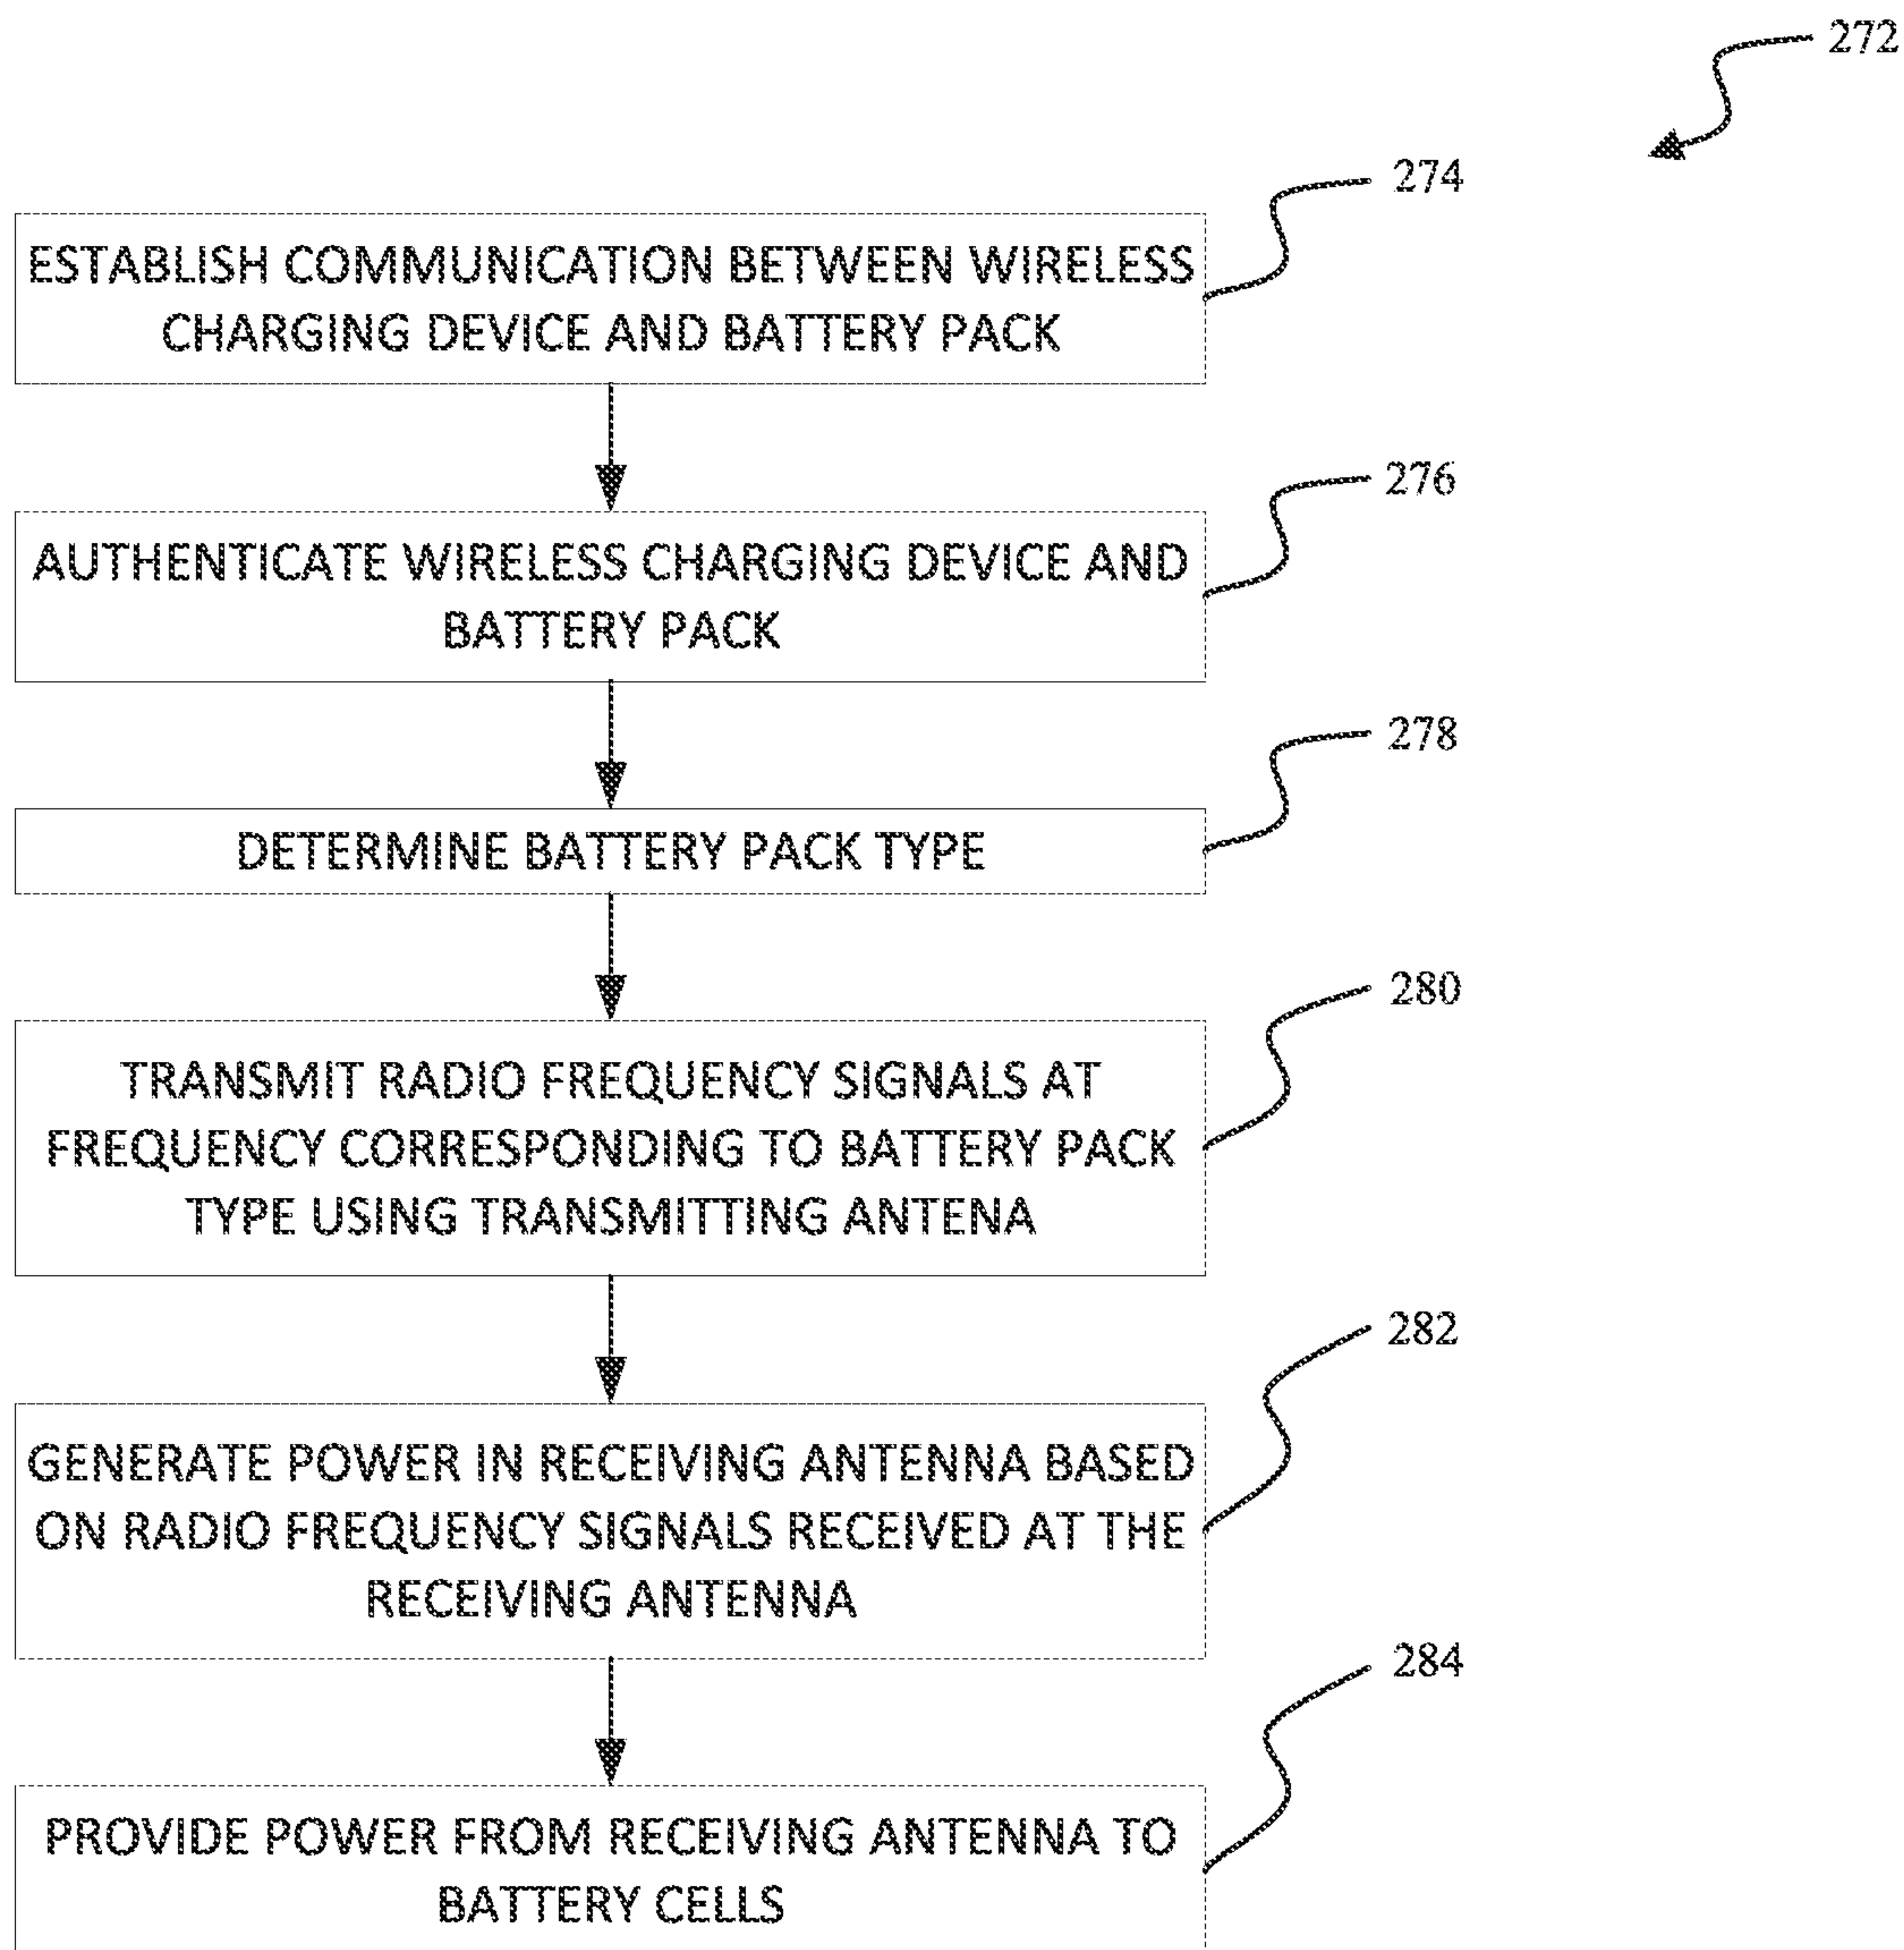 272
274
ESTABLISH COMMUNICATION BETWEEN WIRELESS
CHARGING DEVICE AND BATTERY PACK
276
AUTHENTICATE WIRELESS CHARGING DEVICE AND
BATTERY PACK
278
DETERMINE BATTERY PACK TYPE
280
TRANSMIT RADIO FREQUENCY SIGNALS AT
FREQUENCY CORRESPONDING TO BATTERY PACK
TYPE USING TRANSMITTING ANTENA
282
GENERATE POWER IN RECEIVING ANTENNA BASED
ON RADIO FREQUENCY SIGNALS RECEIVED AT THE
RECEIVING ANTENNA
284
PROVIDE POWER FROM RECEIVING ANTENNA TO
BATTERY CELLS